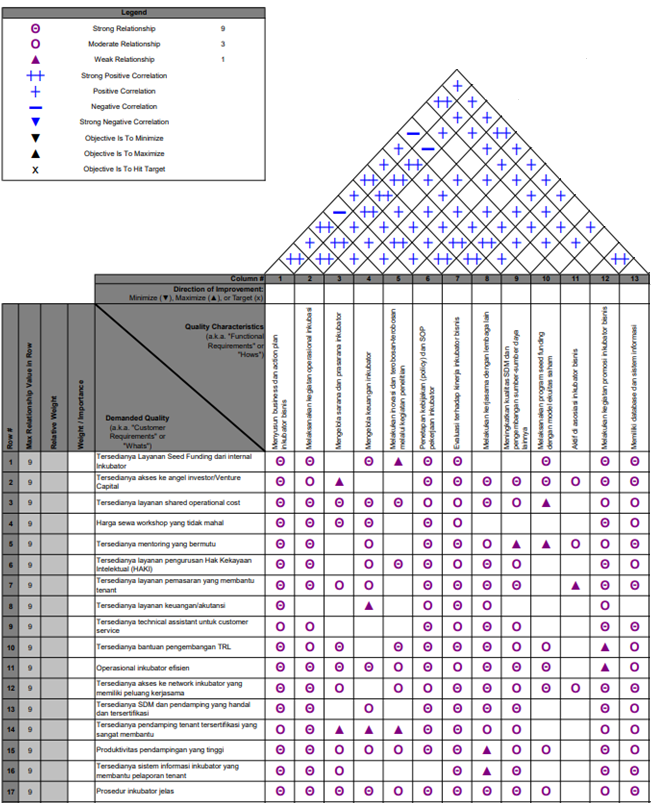 Legend
Strong Relationship 9
Moderate Relationship 3
Weak Relationship 1
Strong Positive Correlation
Positive Correlation
Negative Correlation
Strong Negative Correlation
Objective Is To Minimize
Objective Is To Maximize
x Objective Is To Hit Target
Column # 1 2 3 4 5 6 7 8 9 10 11 12 13
Direction of Improvement:
Minimize (▼), Maximize (▲), or Target (x)
Row #
Max Relationship Value in Row
Relative Weight
Weight / Importance
Quality Characteristics
(a.k.a. "Functional
Requirements" or
"Hows")
Demanded Quality
(a.k.a. "Customer
Requirements" or
"Whats")
Menyusun business dan action plan
inkubator bisnis
Melaksanakan kegiatan operasional inkubasi
Mengelola sarana dan prasarana inkubator
Mengelola keuangan inkubator
Melakukan inovasi dan terobosan-terobosan
melalui kegiatan penelitian
Penetapan kebijakan (policy) dan SOP
pekerjaan inkubator
Evaluasi terhadap kinerja inkubator bisnis
Melakukan kerjasama dengan lembaga lain
Meningkatkan kualitas SDM dan
pengembangan sumber-sumber daya
lainnya
Melaksanakan program seed funding
dengan model ekuitas saham
Aktif di asosiasi inkubator bisnis
Melakukan kegiatan promosi inkubator bisnis
Memiliki database dan sistem informasi
1 9 Tersedianya Layanan Seed Funding dari internal
Inkubator
2 9 Tersedianya akses ke angel investor/Venture
Capital
3 9 Tersedianya layanan shared operational cost
4 9 Harga sewa workshop yang tidak mahal
5 9 Tersedianya mentoring yang bermutu
6 9 Tersedianya layanan pengurusan Hak Kekayaan
Intelektual (HAKI)
7 9 Tersedianya layanan pemasaran yang membantu
tenant
8 9 Tersedianya layanan keuangan/akutansi
9 9 Tersedianya technical assistant untuk customer
service
10 9 Tersedianya bantuan pengembangan TRL
11 9 Operasional inkubator efisien
12 9 Tersedianya akses ke network inkubator yang
memiliki peluang kerjasama
13 9 Tersedianya SDM dan pendamping yang handal
dan tersertifikasi
14 9 Tersedianya pendamping tenant tersertifikasi yang
sangat membantu
15 9 Produktivitas pendampingan yang tinggi
16 9 Tersedianya sistem informasi inkubator yang
membantu pelaporan tenant
17 9 Prosedur inkubator jelas